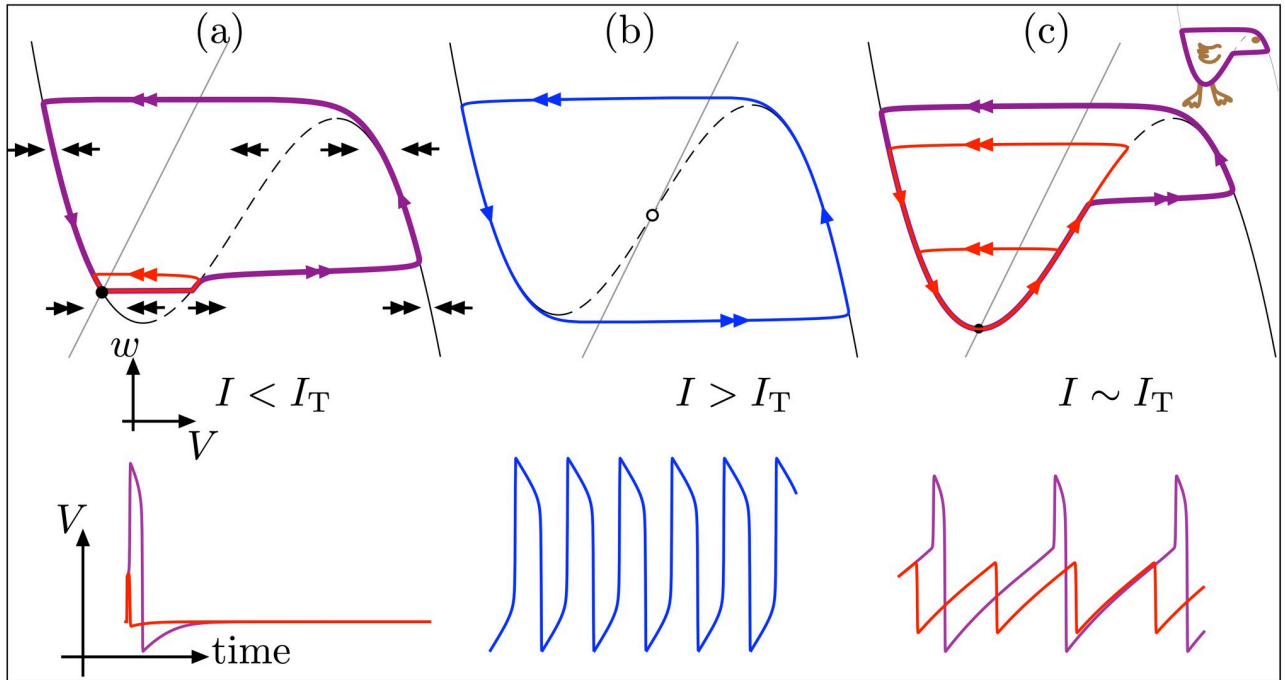 (a) (b) (c)
w
V
I < I_T I > I_T I ∼ I_T
V
time